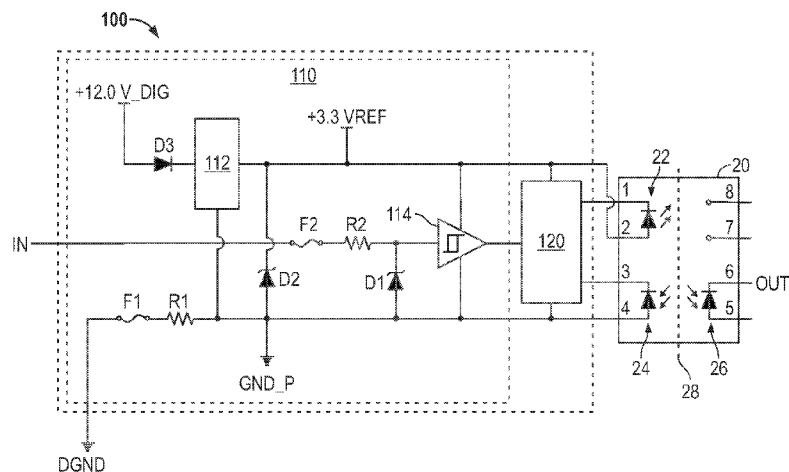 100
110
+12.0 V_DIG
+3.3 VREF
D3
112
22
20
1
8
114
2
7
F2
R2
IN
120
D2
D1
3
6
OUT
F1
R1
4
5
GND_P
24
26
28
DGND